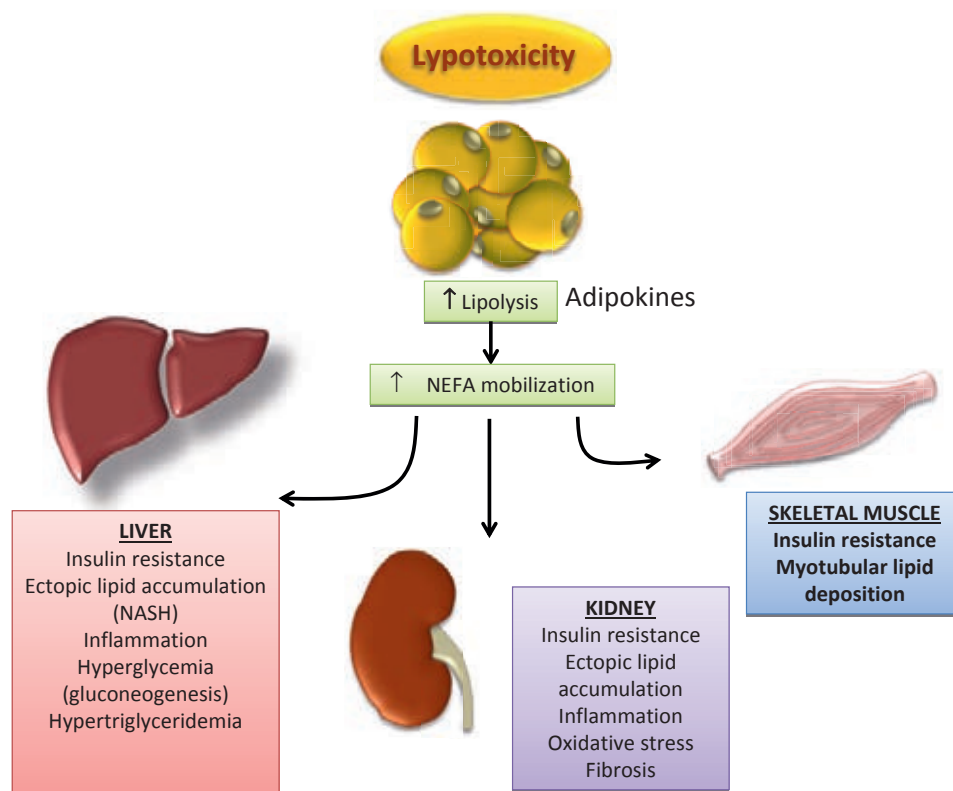 Lypotoxicity
↑ Lipolysis
Adipokines
↑ NEFA mobilization
LIVER
Insulin resistance
Ectopic lipid accumulation
(NASH)
Inflammation
Hyperglycemia
(gluconeogenesis)
Hypertriglyceridemia
KIDNEY
Insulin resistance
Ectopic lipid
accumulation
Inflammation
Oxidative stress
Fibrosis
SKELETAL MUSCLE
Insulin resistance
Myotubular lipid
deposition